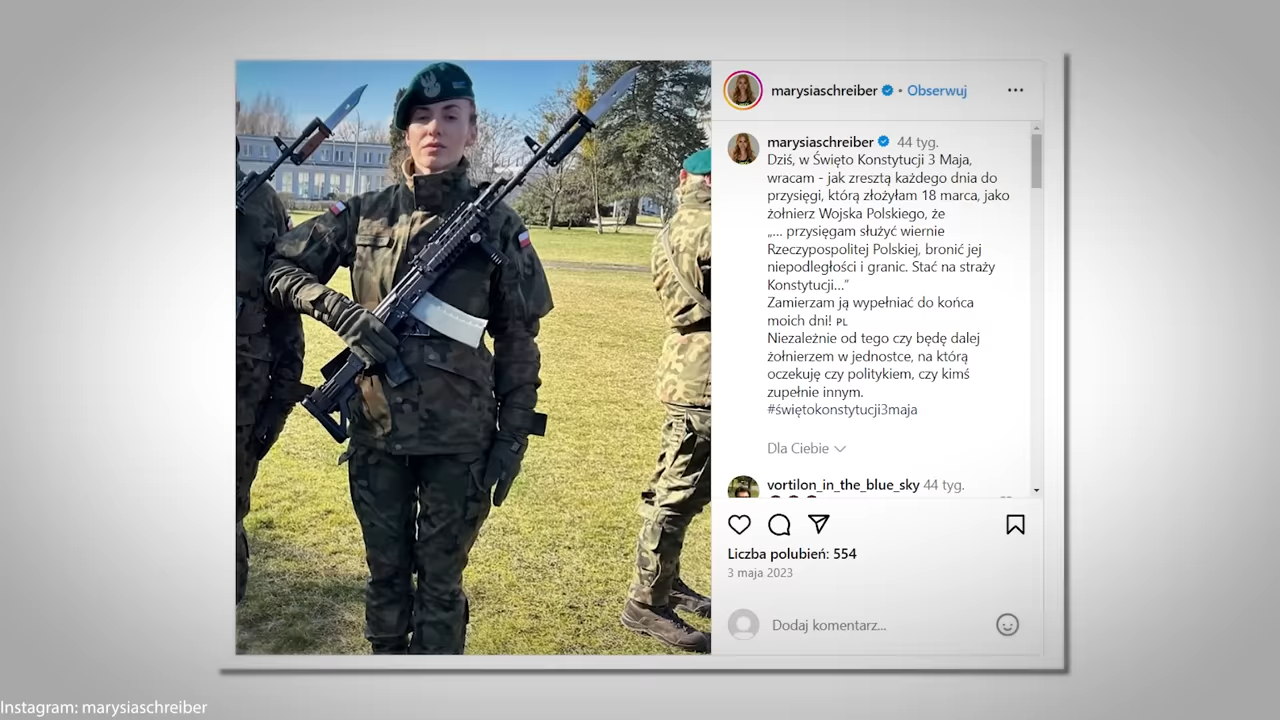 marysiaschreiber • Obserwuj
marysiaschreiber 44 tyg.
Dziś, w Święto Konstytucji 3 Maja,
wracam - jak zresztą każdego dnia do
przysięgi, którą złożyłam 18 marca, jako
żołnierz Wojska Polskiego, że
„... przysięgam służyć wiernie
Rzeczypospolitej Polskiej, bronić jej
niepodległości i granic. Stać na straży
Konstytucji...”
Zamierzam ją wypełniać do końca
moich dni! PL
Niezależnie od tego czy będę dalej
żołnierzem w jednostce, na którą
oczekuję czy politykiem, czy kimś
zupełnie innym.
#świętokonstytucji3maja
Dla Ciebie
vortilon_in_the_blue_sky 44 tyg.
Liczba polubień: 554
3 maja 2023
Dodaj komentarz...
Instagram: marysiaschreiber